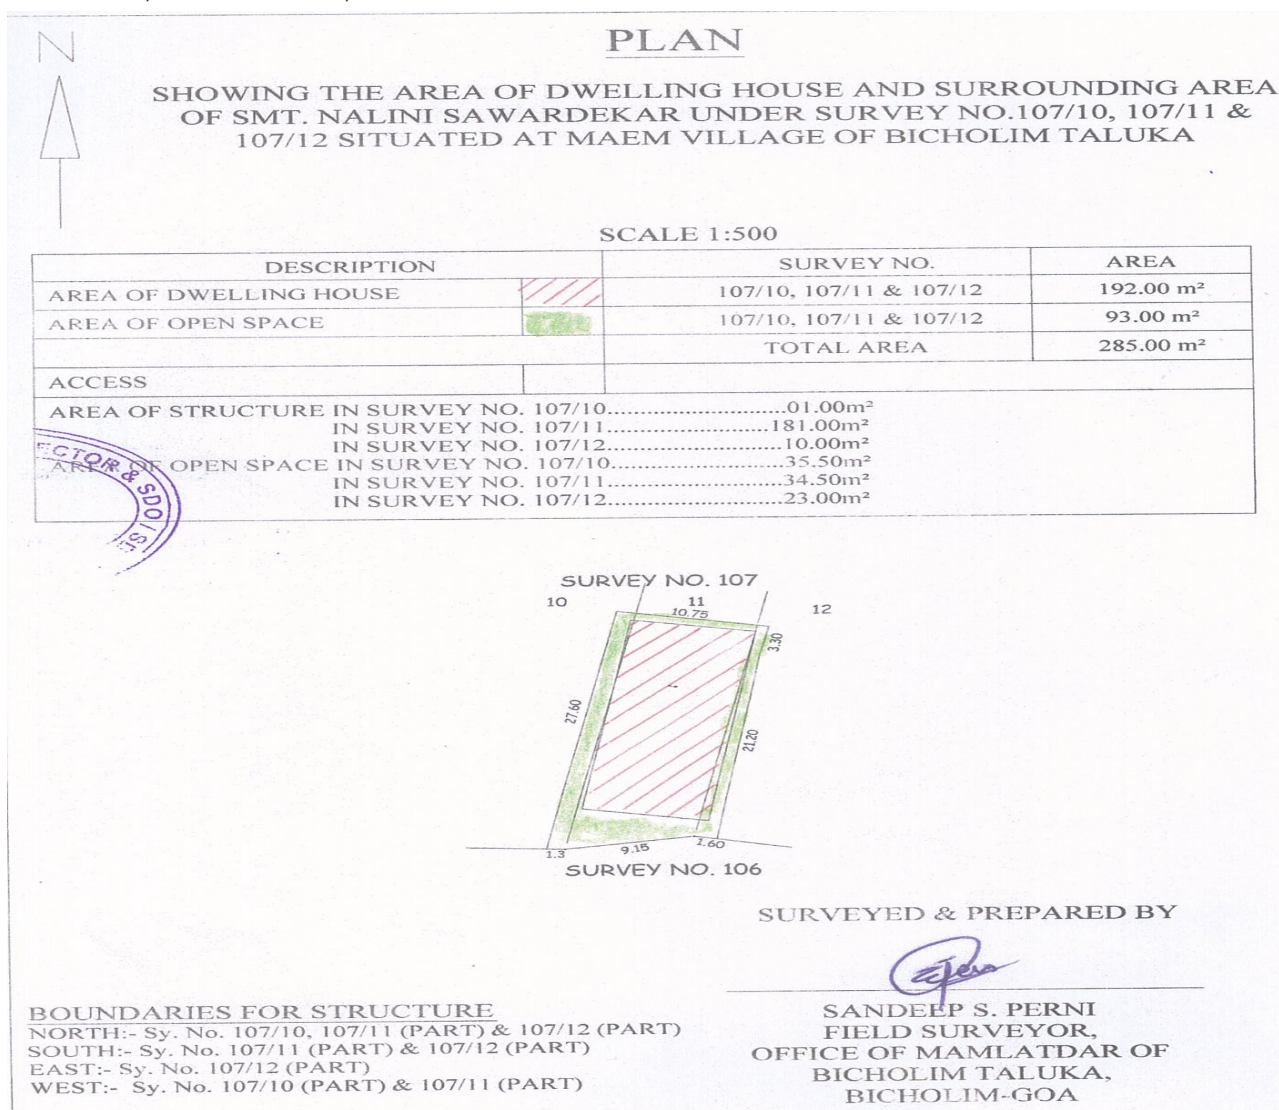 N
PLAN
SHOWING THE AREA OF DWELLING HOUSE AND SURROUNDING AREA
OF SMT. NALINI SAWARDEKAR UNDER SURVEY NO.107/10, 107/11 &
107/12 SITUATED AT MAEM VILLAGE OF BICHOLIM TALUKA
SCALE 1:500
DESCRIPTION SURVEY NO. AREA
AREA OF DWELLING HOUSE 107/10, 107/11 & 107/12 192.00 m²
AREA OF OPEN SPACE 107/10, 107/11 & 107/12 93.00 m²
TOTAL AREA 285.00 m²
ACCESS
AREA OF STRUCTURE IN SURVEY NO. 107/10.........................01.00m²
IN SURVEY NO. 107/11.......................181.00m²
IN SURVEY NO. 107/12.........................10.00m²
AREA OF OPEN SPACE IN SURVEY NO. 107/10.........................35.50m²
IN SURVEY NO. 107/11.........................34.50m²
IN SURVEY NO. 107/12.........................23.00m²
ECTOR & SDO / S
SURVEY NO. 107
10 11 12
10.75
3.30
27.60
21.20
1.3 9.15 1.60
SURVEY NO. 106
SURVEYED & PREPARED BY
SANDEEP S. PERNI
FIELD SURVEYOR,
OFFICE OF MAMLATDAR OF
BICHOLIM TALUKA,
BICHOLIM-GOA
BOUNDARIES FOR STRUCTURE
NORTH:- Sy. No. 107/10, 107/11 (PART) & 107/12 (PART)
SOUTH:- Sy. No. 107/11 (PART) & 107/12 (PART)
EAST:- Sy. No. 107/12 (PART)
WEST:- Sy. No. 107/10 (PART) & 107/11 (PART)